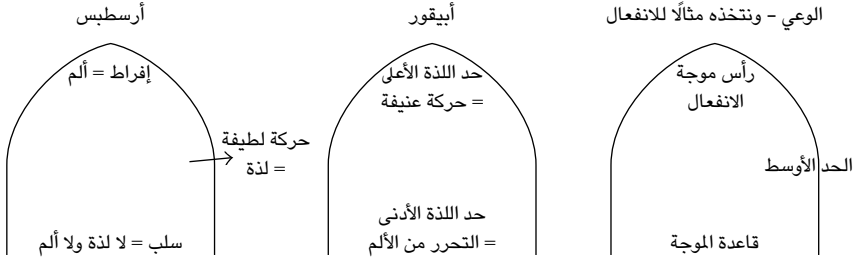 الوعي – ونتخذه مثالًا للانفعال
رأس موجة
الانفعال
الحد الأوسط
قاعدة الموجة
أبيقور
حد اللذة الأعلى
= حركة عنيفة
حد اللذة الأدنى
= التحرر من الألم
أرسطبس
إفراط = ألم
حركة لطيفة
= لذة
سلب = لا لذة ولا ألم